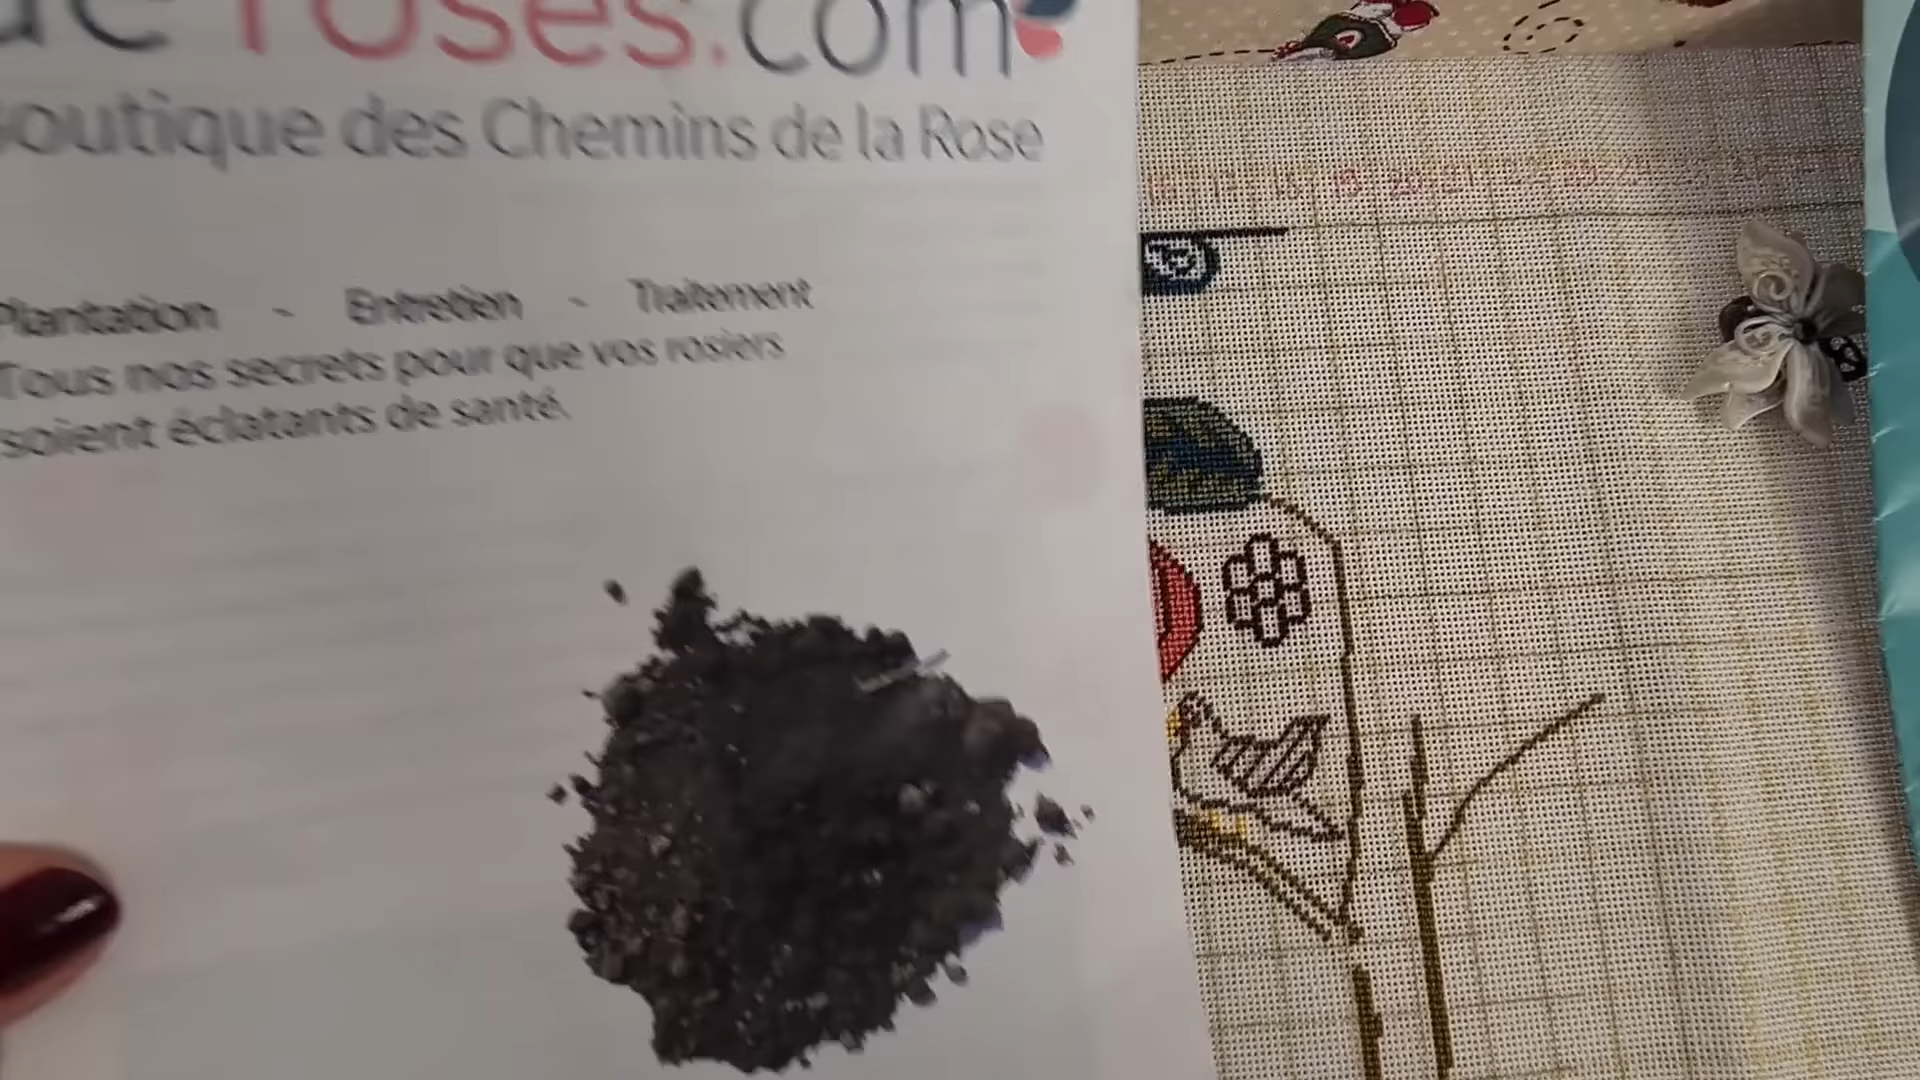 roses.com
Boutique des Chemins de la Rose
Plantation - Entretien - Traitement
Tous nos secrets pour que vos rosiers
soient éclatants de santé.